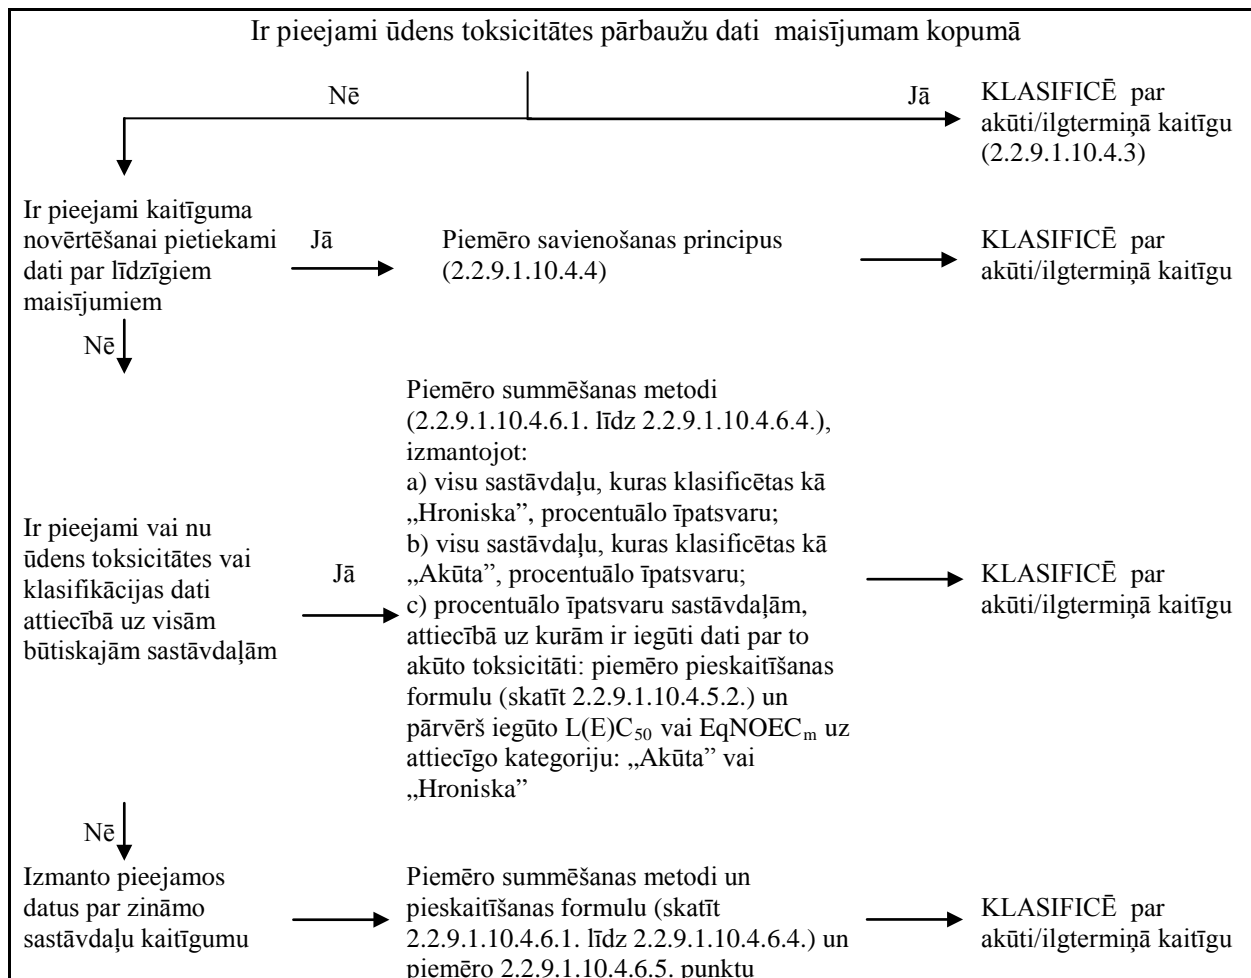 Ir pieejami ūdens toksicitātes pārbaužu dati maisījumam kopumā
Nē
Jā
KLASIFICĒ par
akūti/ilgtermiņā kaitīgu
(2.2.9.1.10.4.3)
Ir pieejami kaitīguma
novērtēšanai pietiekami
dati par līdzīgiem
maisījumiem
Jā
Piemēro savienošanas principus
(2.2.9.1.10.4.4)
KLASIFICĒ par
akūti/ilgtermiņā kaitīgu
Nē
Ir pieejami vai nu
ūdens toksicitātes vai
klasifikācijas dati
attiecībā uz visām
būtiskajām sastāvdaļām
Jā
Piemēro summēšanas metodi
(2.2.9.1.10.4.6.1. līdz 2.2.9.1.10.4.6.4.),
izmantojot:
a) visu sastāvdaļu, kuras klasificētas kā
„Hroniska”, procentuālo īpatsvaru;
b) visu sastāvdaļu, kuras klasificētas kā
„Akūta”, procentuālo īpatsvaru;
c) procentuālo īpatsvaru sastāvdaļām,
attiecībā uz kurām ir iegūti dati par to
akūto toksicitāti: piemēro pieskaitīšanas
formulu (skatīt 2.2.9.1.10.4.5.2.) un
pārvērš iegūto L(E)C₅₀ vai EqNOECₘ uz
attiecīgo kategoriju: „Akūta” vai
„Hroniska”
KLASIFICĒ par
akūti/ilgtermiņā kaitīgu
Nē
Izmanto pieejamos
datus par zināmo
sastāvdaļu kaitīgumu
Piemēro summēšanas metodi un
pieskaitīšanas formulu (skatīt
2.2.9.1.10.4.6.1. līdz 2.2.9.1.10.4.6.4.) un
piemēro 2.2.9.1.10.4.6.5. punktu
KLASIFICĒ par
akūti/ilgtermiņā kaitīgu